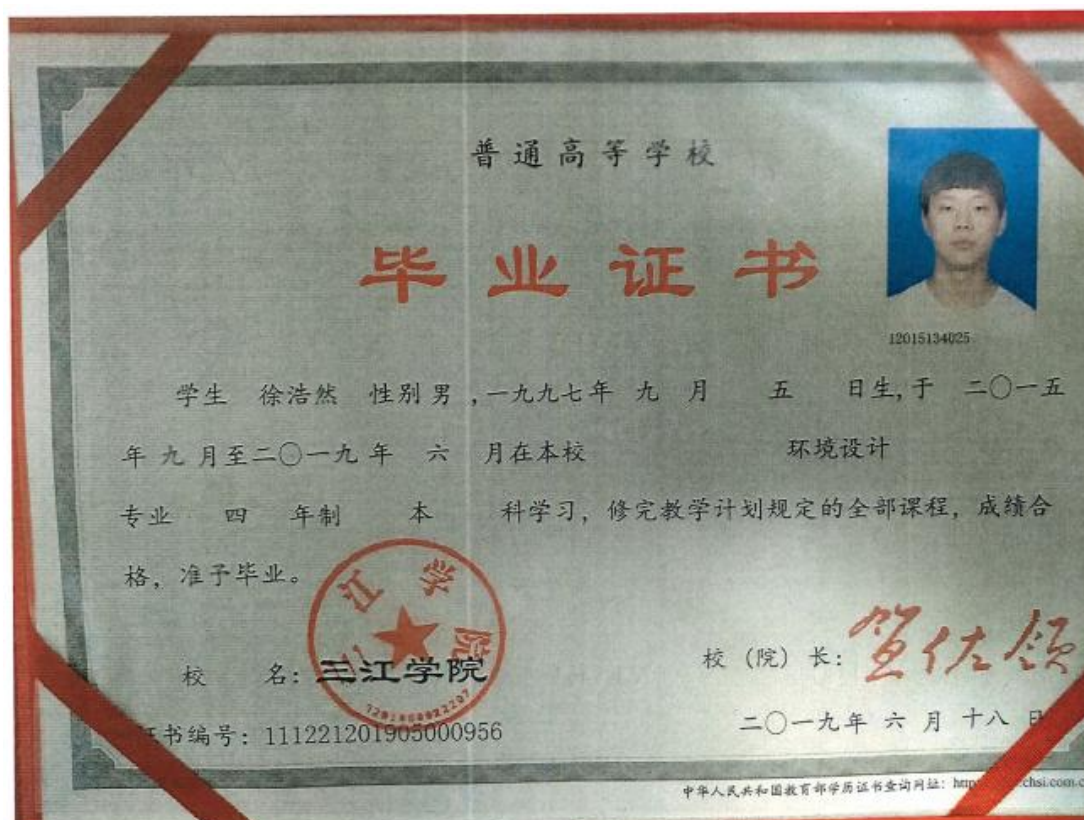 普通高等学校
毕业证书
12015134025
学生 徐浩然 性别 男 ,一九九七年 九 月 五 日生,于 二〇一五
年 九 月至二〇一九 年 六 月在本校 环境设计
专业 四 年制 本 科学习，修完教学计划规定的全部课程，成绩合
格，准予毕业。
江学院
校 名：三江学院
校（院）长：
书编号：111221201905000956
二〇一九年 六 月 十八 日
中华人民共和国教育部学历证书查询网址：http chsi.com.c